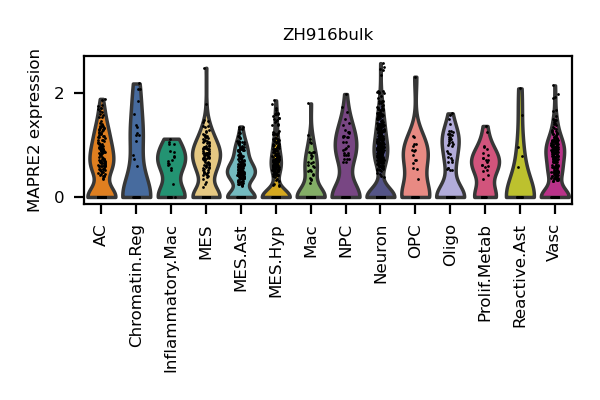 ZH916bulk
MAPRE2 expression
2
0
AC
Chromatin.Reg
Inflammatory.Mac
MES
MES.Ast
MES.Hyp
Mac
NPC
Neuron
OPC
Oligo
Prolif.Metab
Reactive.Ast
Vasc